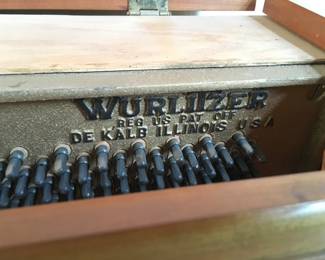 WURLITZER
REG US PAT OFF
DE KALB ILLINOIS USA